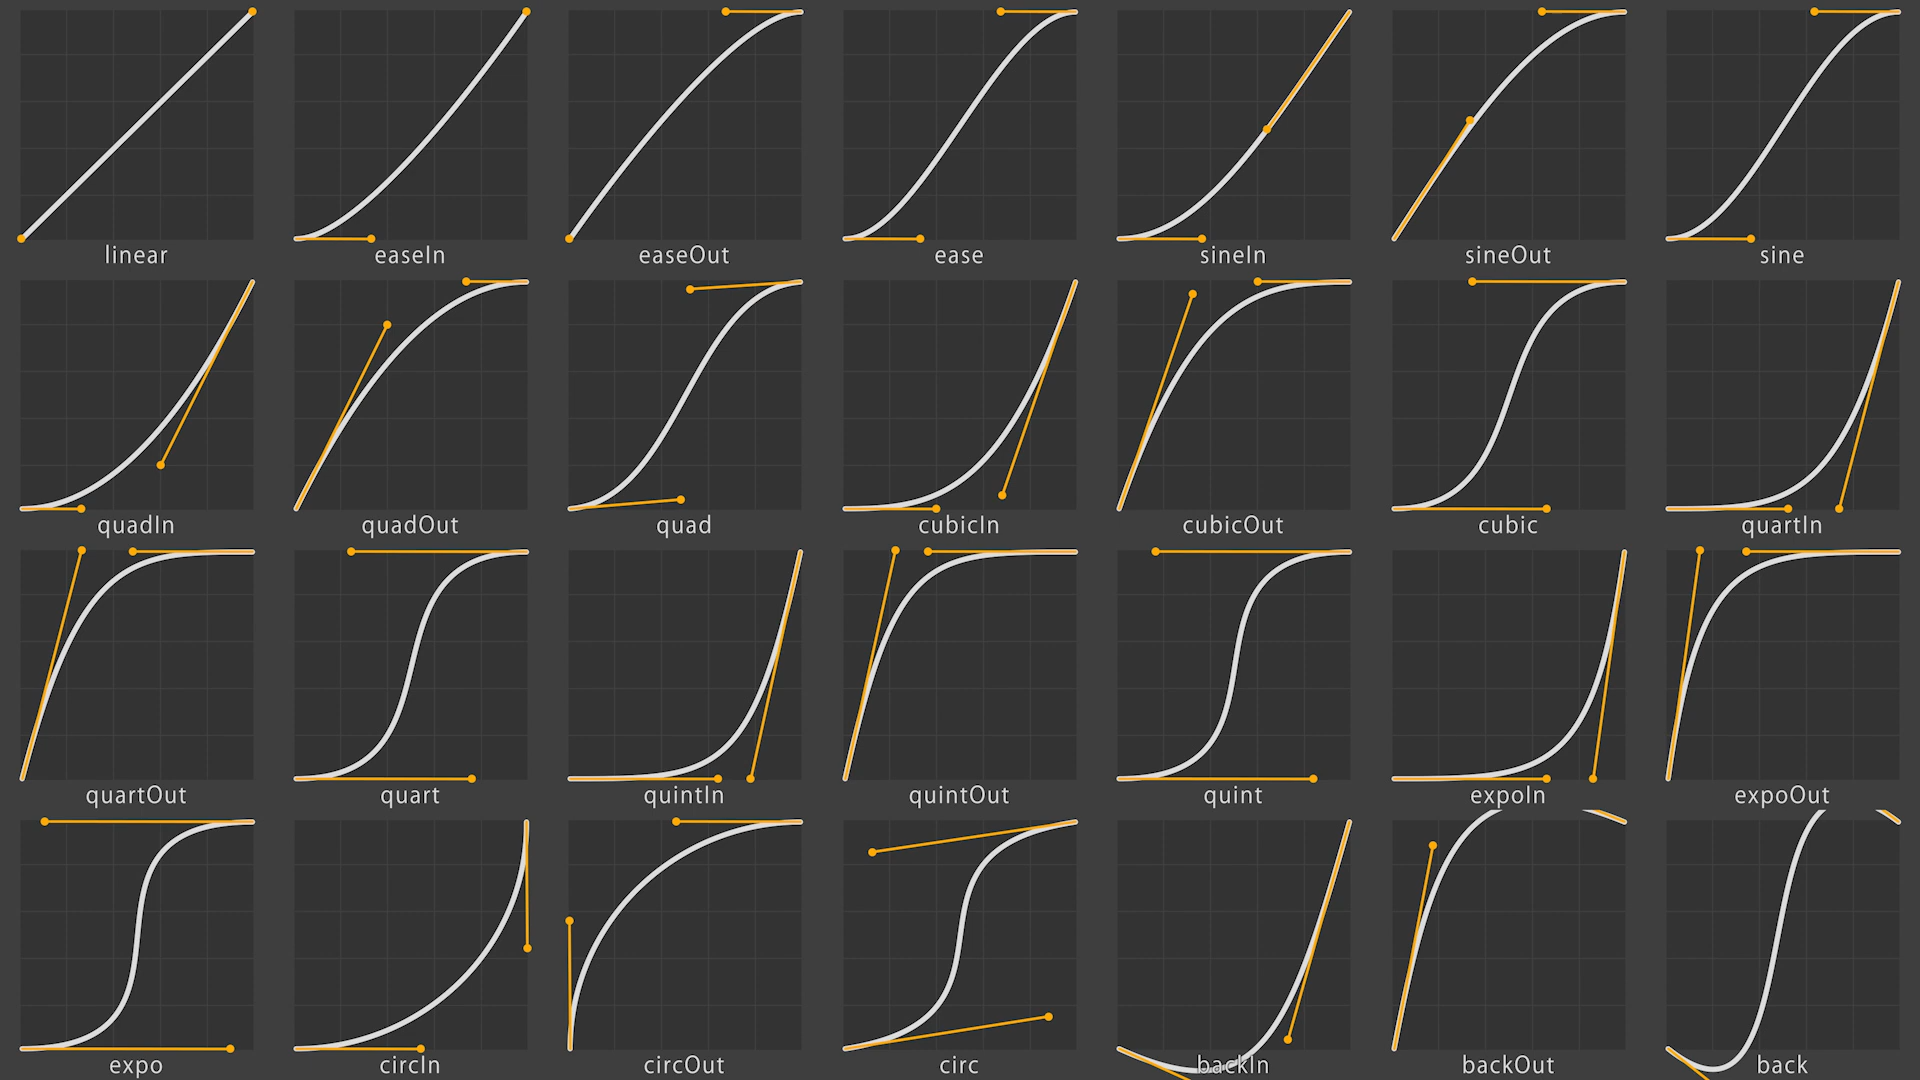 linear easeIn easeOut ease sineIn sineOut sine
quadIn quadOut quad cubicIn cubicOut cubic quartIn
quartOut quart quintIn quintOut quint expoIn expoOut
expo circIn circOut circ backIn backOut back